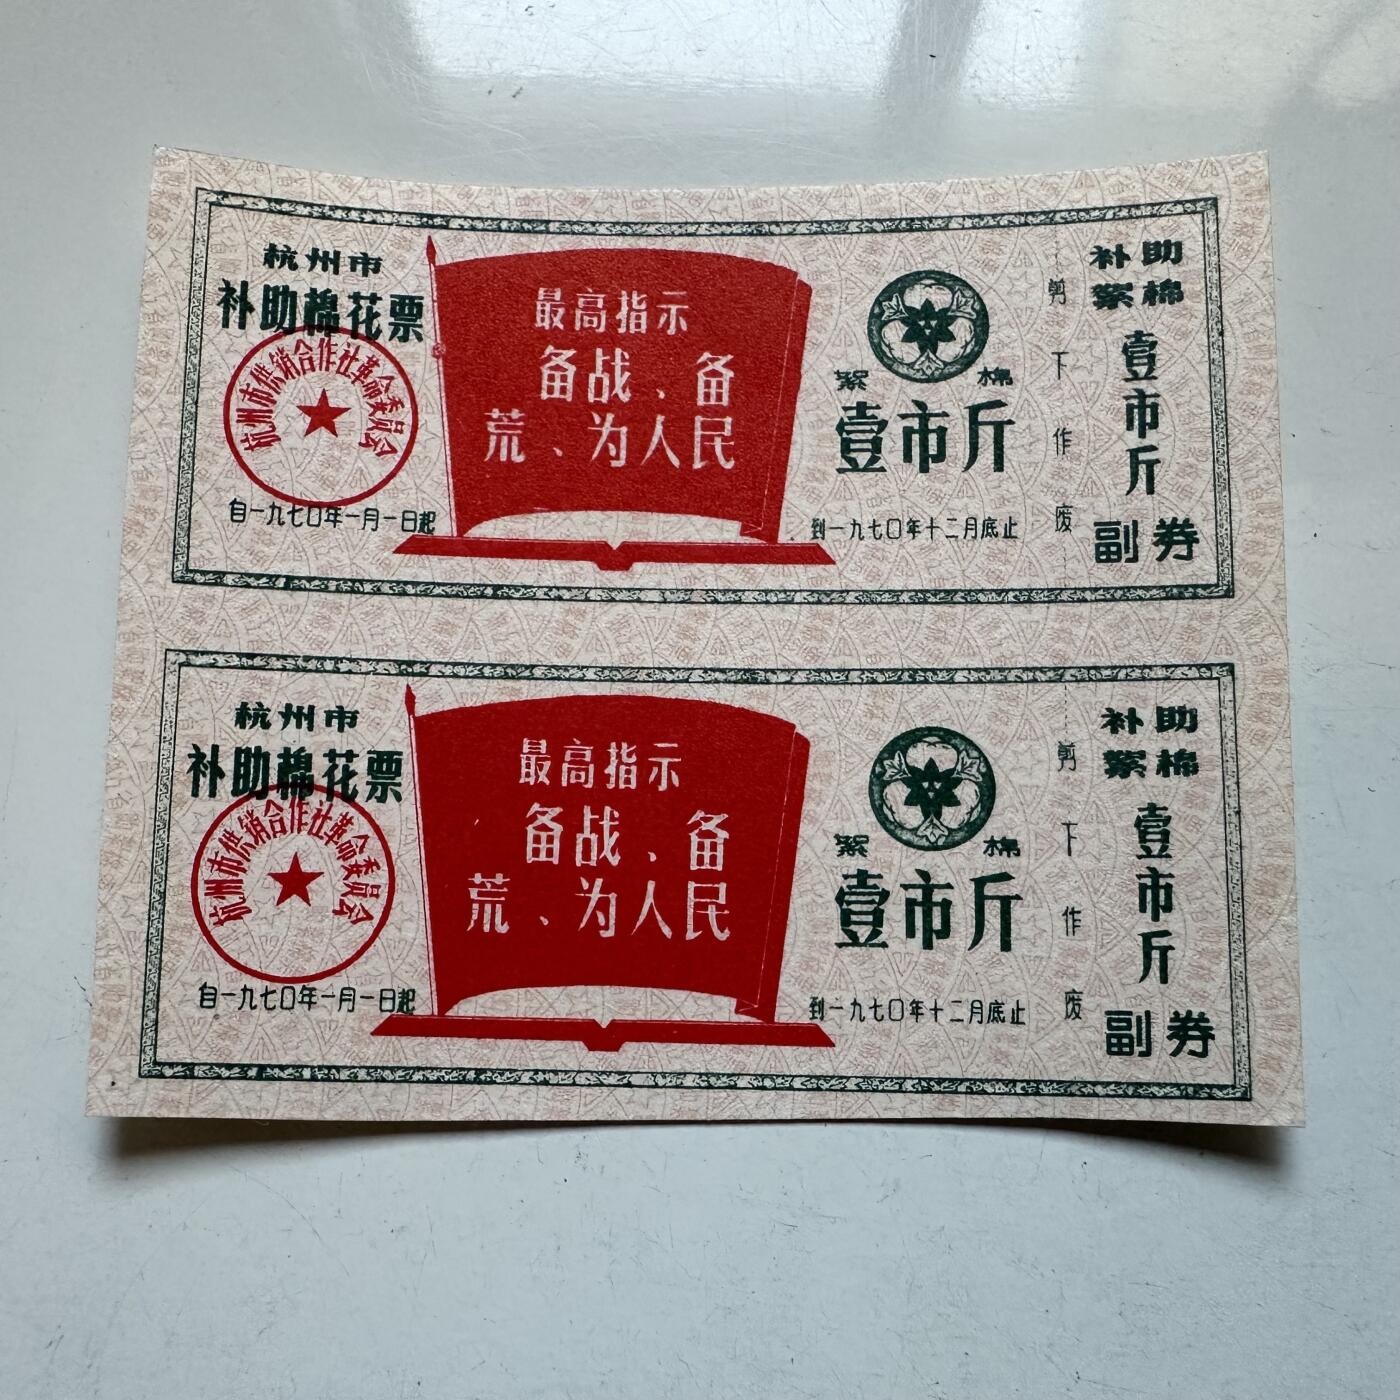 杭州市
补助棉花票
杭州市供销合作社革命委员会
自一九七〇年一月一日起
最高指示
备战、备
荒、为人民
絮棉
壹市斤
到一九七〇年十二月底止
剪下作废
补助
絮棉
壹市斤
副券
杭州市
补助棉花票
杭州市供销合作社革命委员会
自一九七〇年一月一日起
最高指示
备战、备
荒、为人民
絮棉
壹市斤
到一九七〇年十二月底止
剪下作废
补助
絮棉
壹市斤
副券